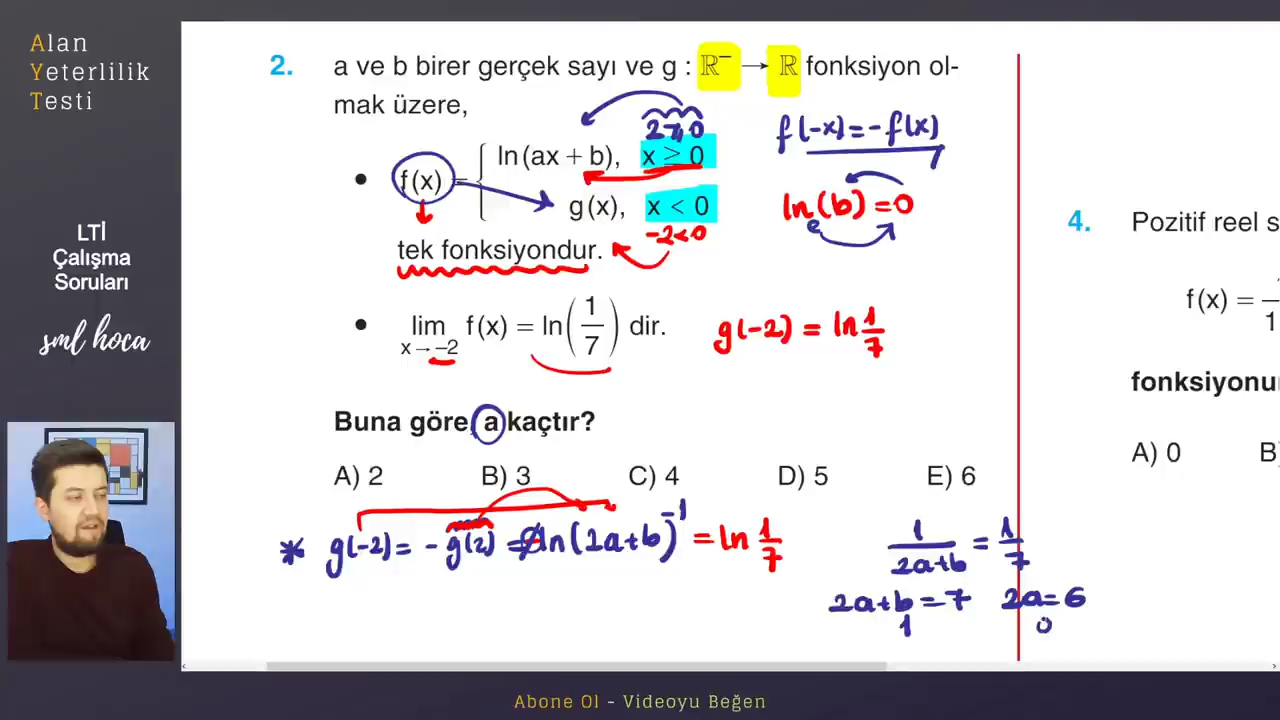 Alan
Yeterlilik
Testi
LTİ
Çalışma
Soruları
sml hoca
2. a ve b birer gerçek sayı ve g : ℝ⁻ → ℝ fonksiyon ol-
mak üzere,
2 ≥ 0
f(-x) = -f(x)
• f(x) = { ln(ax + b), x ≥ 0
g(x), x < 0
ln(b) = 0
e
-2 < 0
tek fonksiyondur.
• lim x→-2 f(x) = ln(1/7) dir.
g(-2) = ln 1/7
Buna göre, a kaçtır?
A) 2 B) 3 C) 4 D) 5 E) 6
* g(-2) = - g(2) = -ln(2a+b)⁻¹ = ln 1/7
1/(2a+b) = 1/7
2a+b = 7 2a = 6
1
4. Pozitif reel s
f(x) =
1
fonksiyonu
A) 0 B)
Abone Ol - Videoyu Beğen